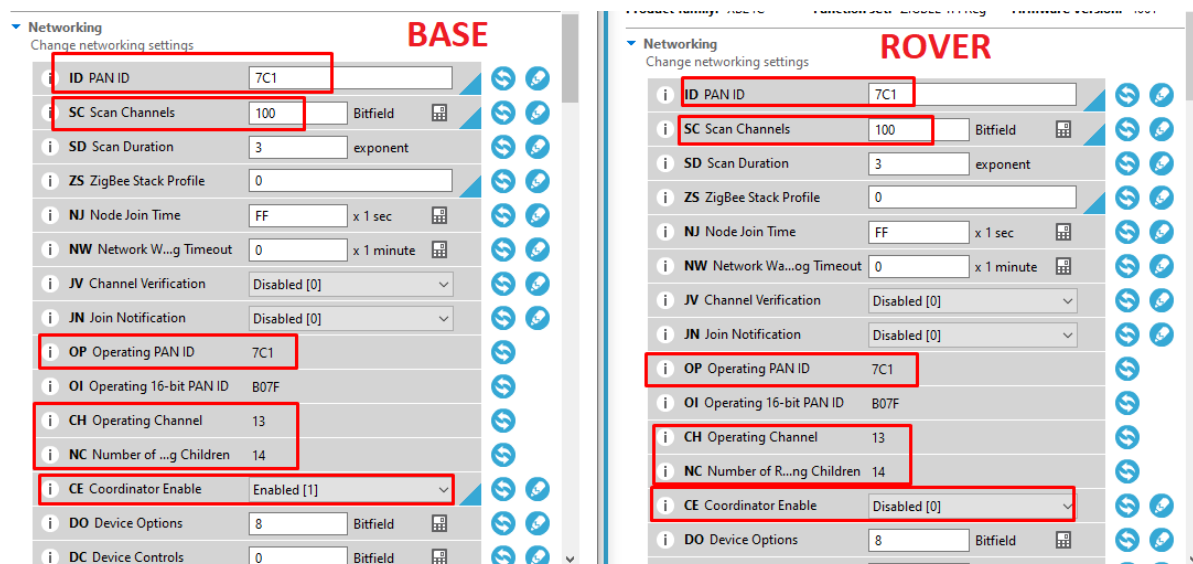 BASE
Networking
Change networking settings
i ID PAN ID 7C1
i SC Scan Channels 100 Bitfield
i SD Scan Duration 3 exponent
i ZS ZigBee Stack Profile 0
i NJ Node Join Time FF x 1 sec
i NW Network W...g Timeout 0 x 1 minute
i JV Channel Verification Disabled [0]
i JN Join Notification Disabled [0]
i OP Operating PAN ID 7C1
i OI Operating 16-bit PAN ID B07F
i CH Operating Channel 13
i NC Number of ...g Children 14
i CE Coordinator Enable Enabled [1]
i DO Device Options 8 Bitfield
i DC Device Controls 0 Bitfield
ROVER
Networking
Change networking settings
i ID PAN ID 7C1
i SC Scan Channels 100 Bitfield
i SD Scan Duration 3 exponent
i ZS ZigBee Stack Profile 0
i NJ Node Join Time FF x 1 sec
i NW Network Wa...og Timeout 0 x 1 minute
i JV Channel Verification Disabled [0]
i JN Join Notification Disabled [0]
i OP Operating PAN ID 7C1
i OI Operating 16-bit PAN ID B07F
i CH Operating Channel 13
i NC Number of R...ng Children 14
i CE Coordinator Enable Disabled [0]
i DO Device Options 8 Bitfield